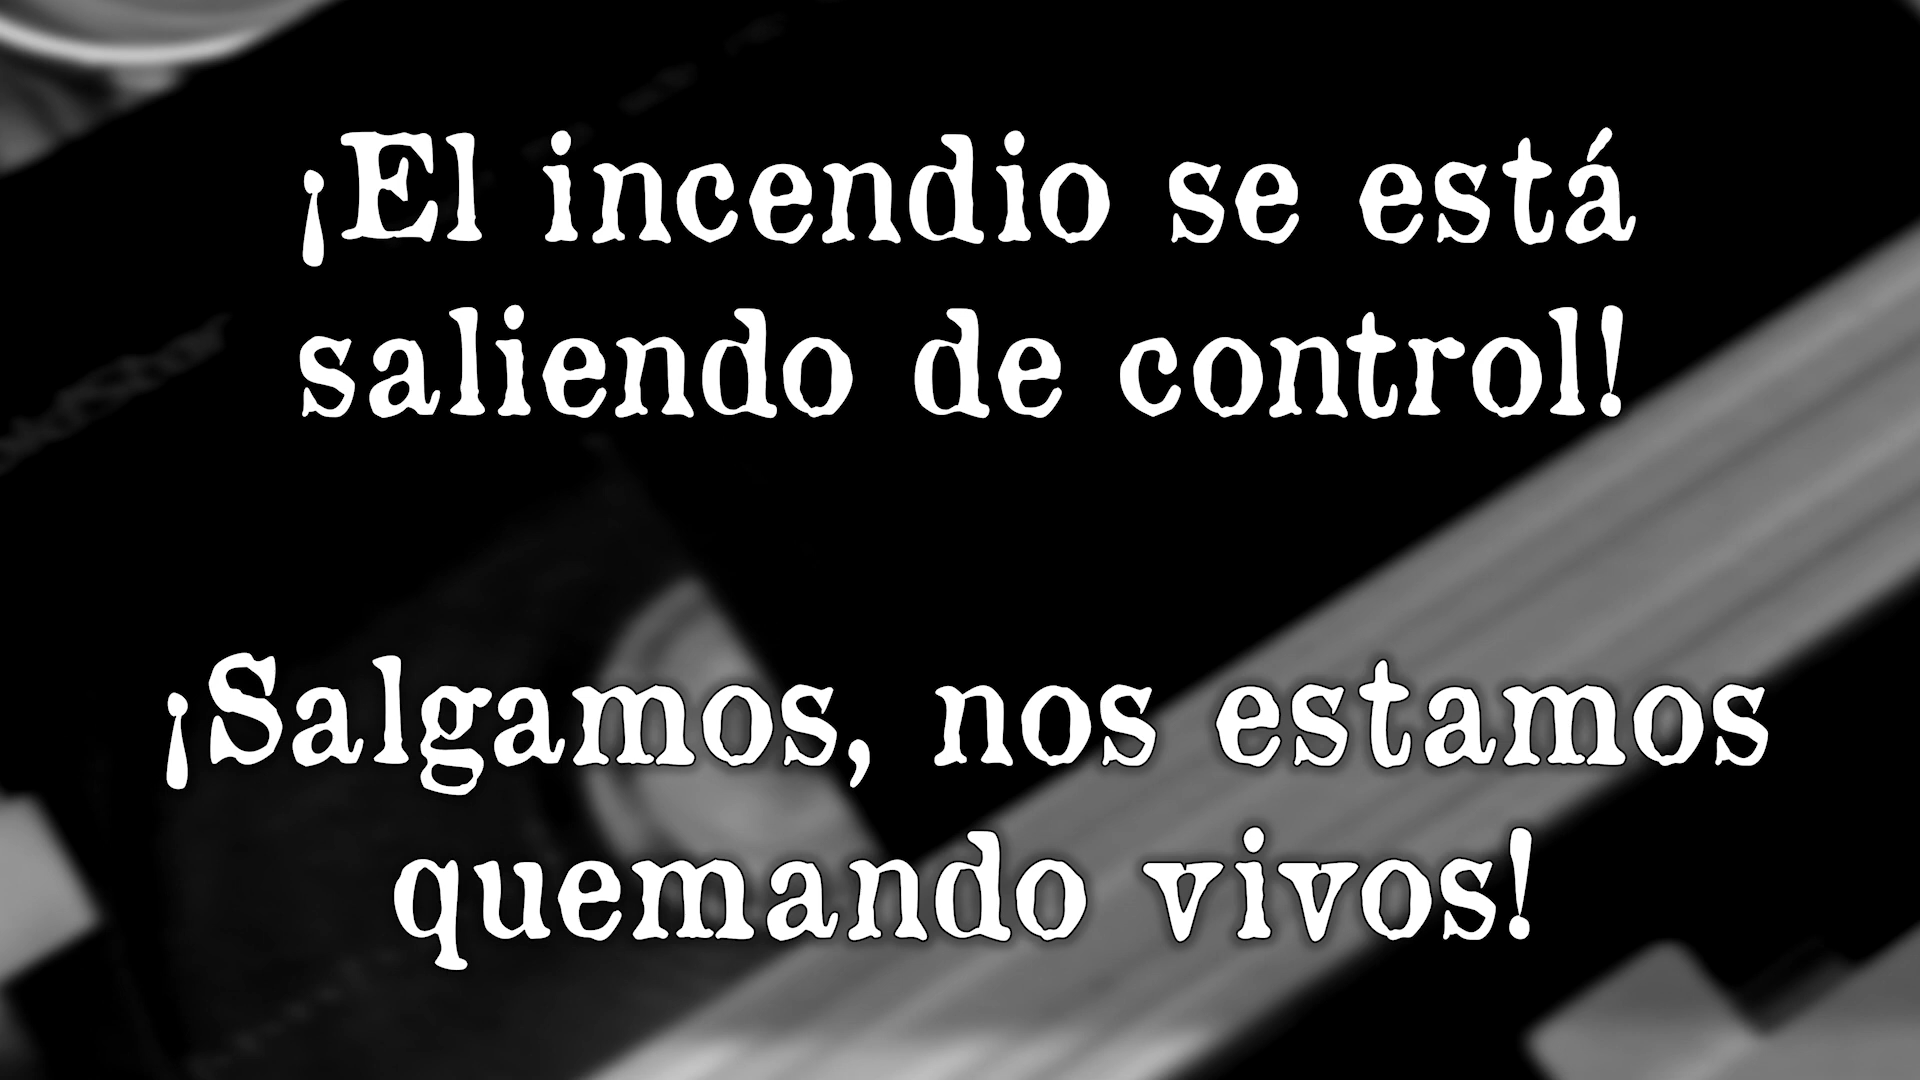 ¡El incendio se está
saliendo de control!
¡Salgamos, nos estamos
quemando vivos!